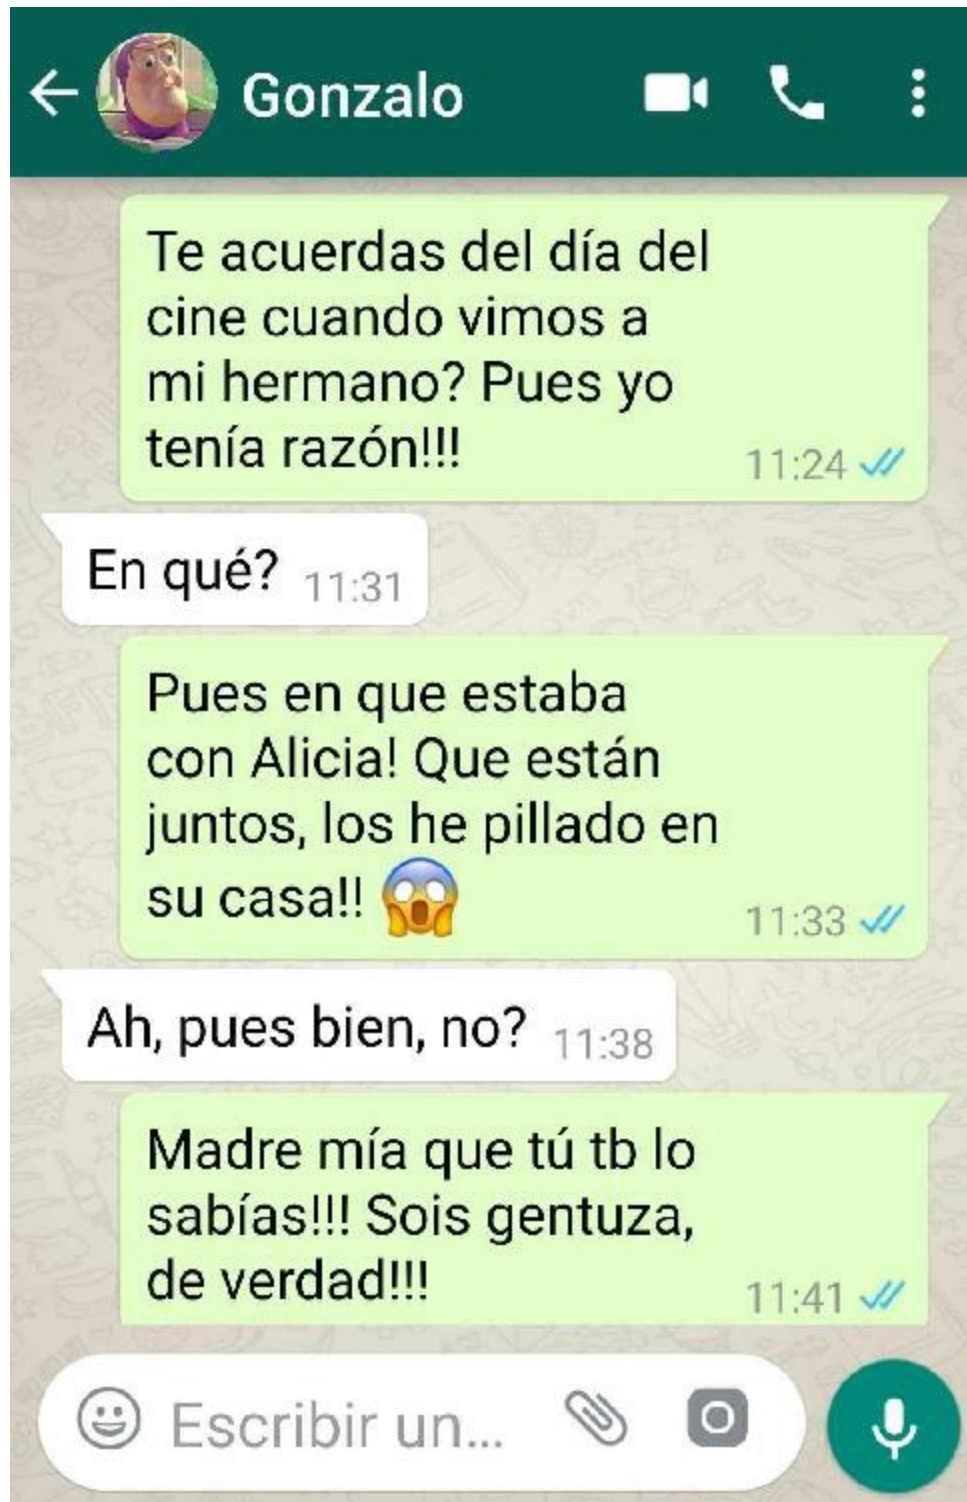 Gonzalo
Te acuerdas del día del
cine cuando vimos a
mi hermano? Pues yo
tenía razón!!!
11:24
En qué? 11:31
Pues en que estaba
con Alicia! Que están
juntos, los he pillado en
su casa!! 😱
11:33
Ah, pues bien, no? 11:38
Madre mía que tú tb lo
sabías!!! Sois gentuza,
de verdad!!!
11:41
Escribir un...